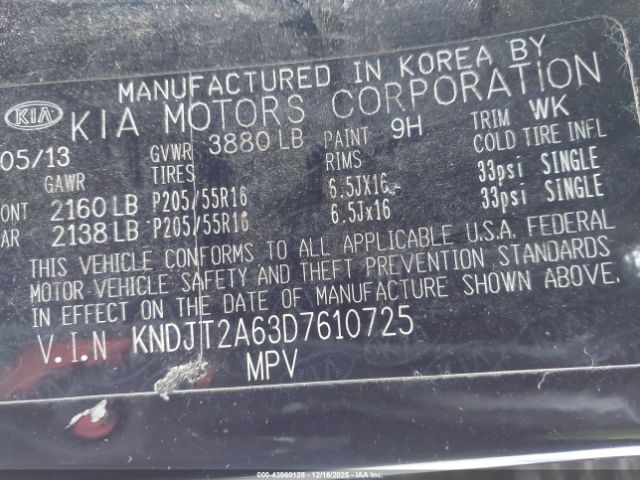 MANUFACTURED IN KOREA BY
KIA KIA MOTORS CORPORATION
05/13 GVWR 3880 LB PAINT 9H TRIM WK
GAWR TIRES RIMS COLD TIRE INFL
ONT 2160 LB P205/55R16 6.5JX16 33psi SINGLE
AR 2138 LB P205/55R16 6.5Jx16 33psi SINGLE
THIS VEHICLE CONFORMS TO ALL APPLICABLE U.S.A. FEDERAL
MOTOR VEHICLE SAFETY AND THEFT PREVENTION STANDARDS
IN EFFECT ON THE DATE OF MANUFACTURE SHOWN ABOVE.
V.I.N KNDJT2A63D7610725
MPV
000-43960128 - 12/16/2025 - IAAI.COM